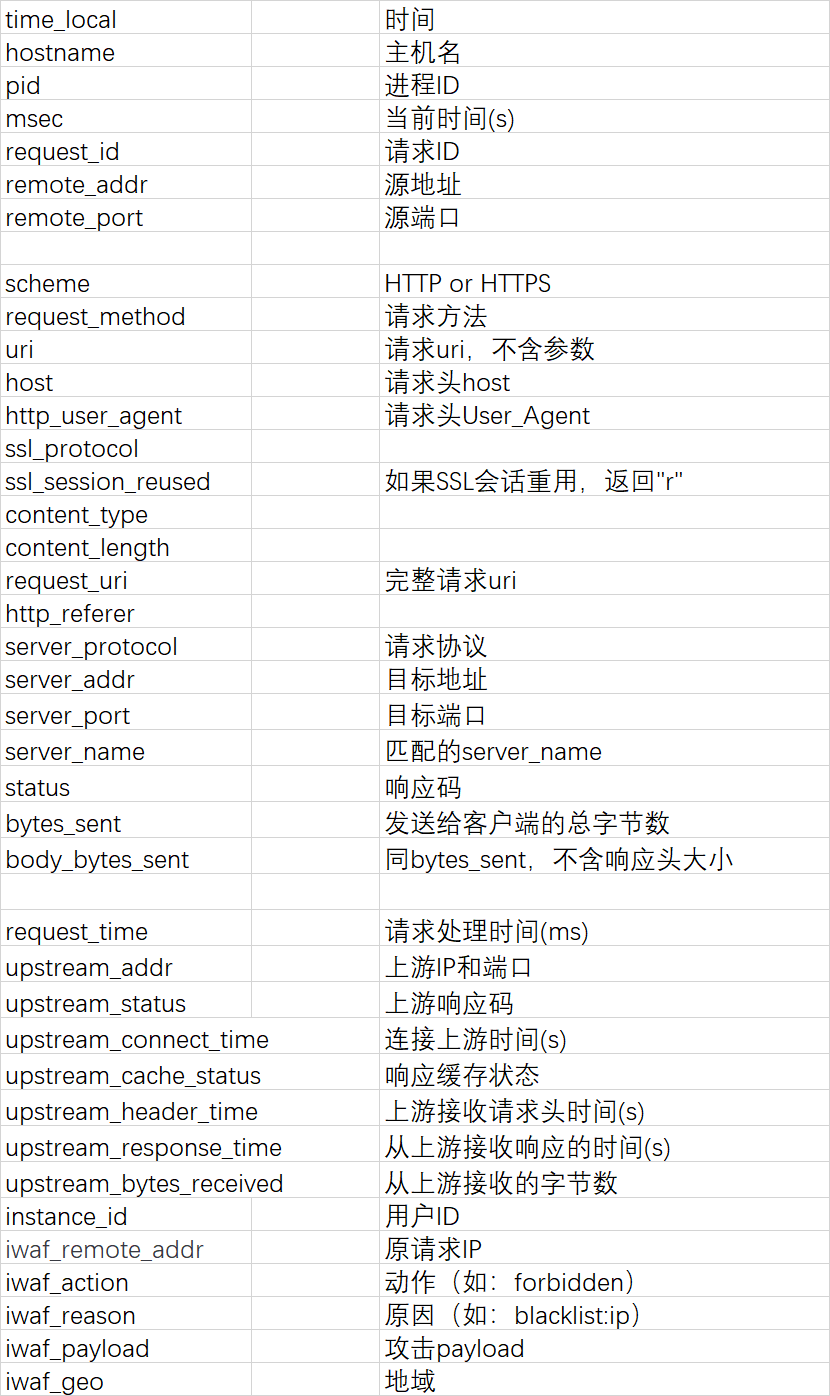 time_local 时间
hostname 主机名
pid 进程ID
msec 当前时间(s)
request_id 请求ID
remote_addr 源地址
remote_port 源端口
scheme HTTP or HTTPS
request_method 请求方法
uri 请求uri，不含参数
host 请求头host
http_user_agent 请求头User_Agent
ssl_protocol
ssl_session_reused 如果SSL会话重用，返回"r"
content_type
content_length
request_uri 完整请求uri
http_referer
server_protocol 请求协议
server_addr 目标地址
server_port 目标端口
server_name 匹配的server_name
status 响应码
bytes_sent 发送给客户端的总字节数
body_bytes_sent 同bytes_sent，不含响应头大小
request_time 请求处理时间(ms)
upstream_addr 上游IP和端口
upstream_status 上游响应码
upstream_connect_time 连接上游时间(s)
upstream_cache_status 响应缓存状态
upstream_header_time 上游接收请求头时间(s)
upstream_response_time 从上游接收响应的时间(s)
upstream_bytes_received 从上游接收的字节数
instance_id 用户ID
iwaf_remote_addr 原请求IP
iwaf_action 动作（如：forbidden）
iwaf_reason 原因（如：blacklist:ip）
iwaf_payload 攻击payload
iwaf_geo 地域